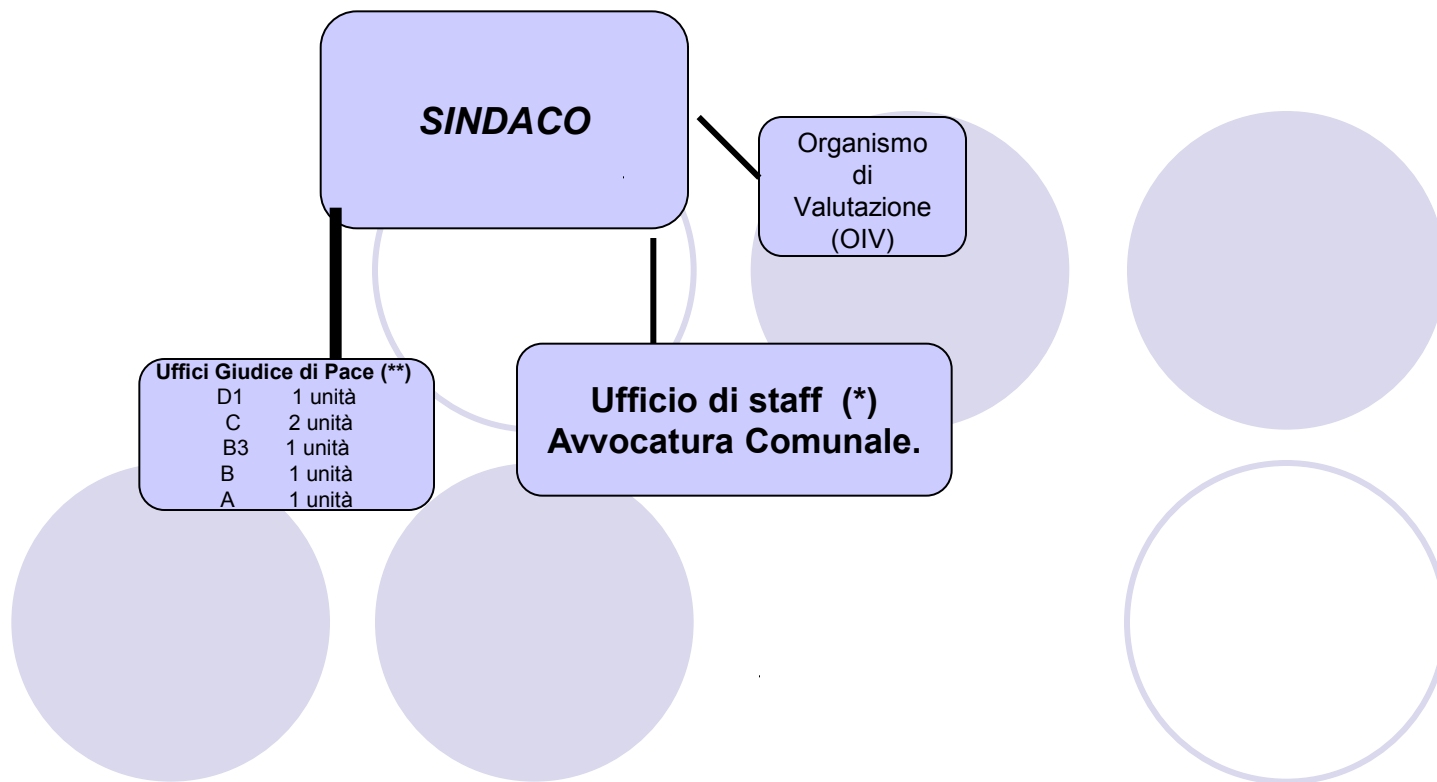 SINDACO
Organismo
di
Valutazione
(OIV)
Uffici Giudice di Pace (**)
D1 1 unità
C 2 unità
B3 1 unità
B 1 unità
A 1 unità
Ufficio di staff (*)
Avvocatura Comunale.